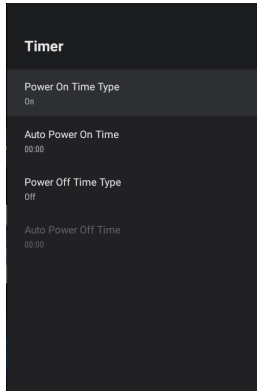 Timer
Power On Time Type
On
Auto Power On Time
00:00
Power Off Time Type
Off
Auto Power Off Time
00:00